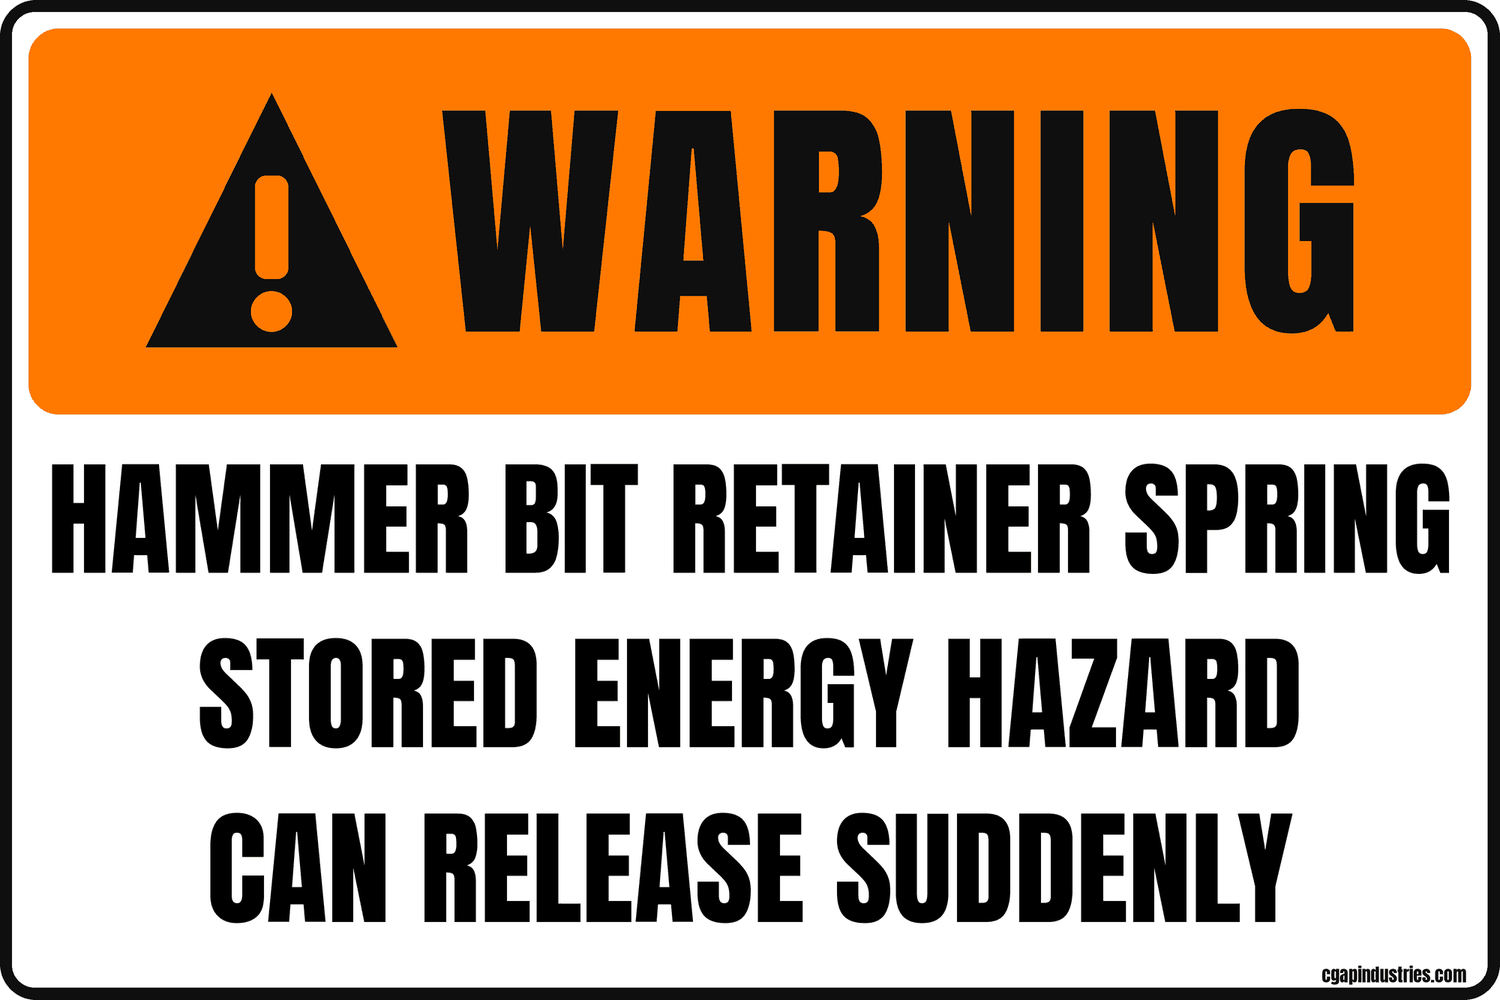 WARNING
HAMMER BIT RETAINER SPRING
STORED ENERGY HAZARD
CAN RELEASE SUDDENLY
cgapindustries.com